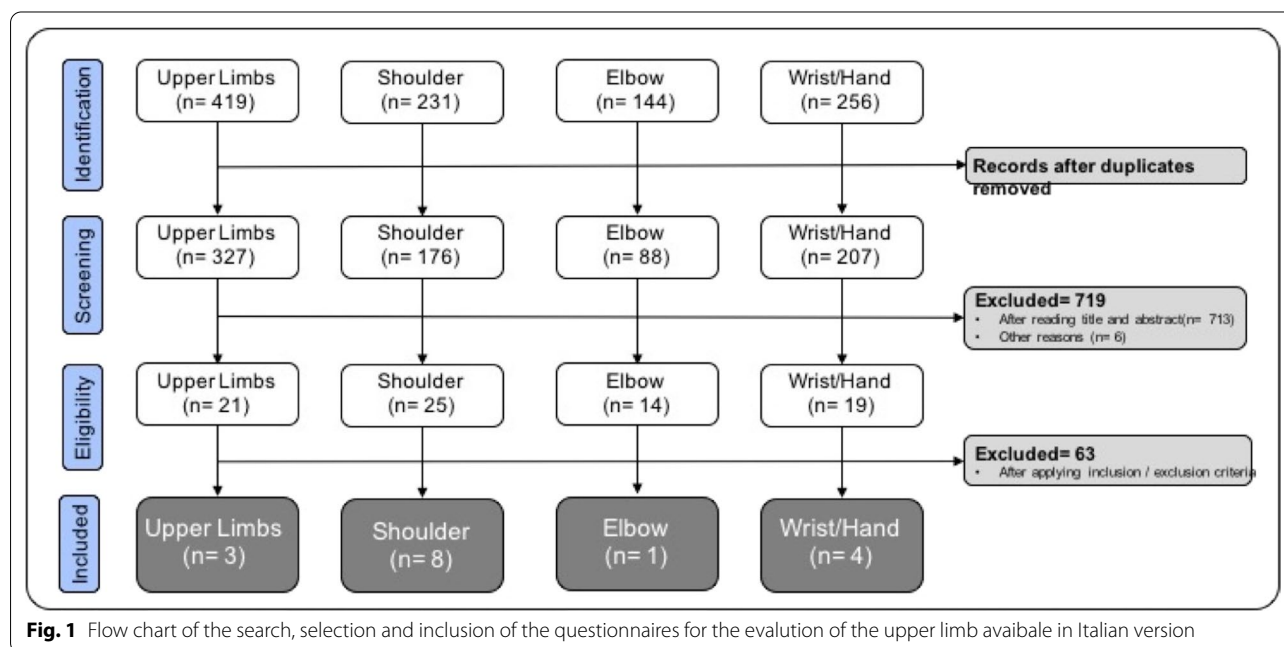 Identification
Upper Limbs
(n= 419)
Shoulder
(n= 231)
Elbow
(n= 144)
Wrist/Hand
(n= 256)
Records after duplicates
removed
Screening
Upper Limbs
(n= 327)
Shoulder
(n= 176)
Elbow
(n= 88)
Wrist/Hand
(n= 207)
Excluded= 719
• After reading title and abstract(n= 713)
• Other reasons (n= 6)
Eligibility
Upper Limbs
(n= 21)
Shoulder
(n= 25)
Elbow
(n= 14)
Wrist/Hand
(n= 19)
Excluded= 63
• After applying inclusion / exclusion criteria
Included
Upper Limbs
(n= 3)
Shoulder
(n= 8)
Elbow
(n= 1)
Wrist/Hand
(n= 4)
Fig. 1 Flow chart of the search, selection and inclusion of the questionnaires for the evalution of the upper limb avaibale in Italian version